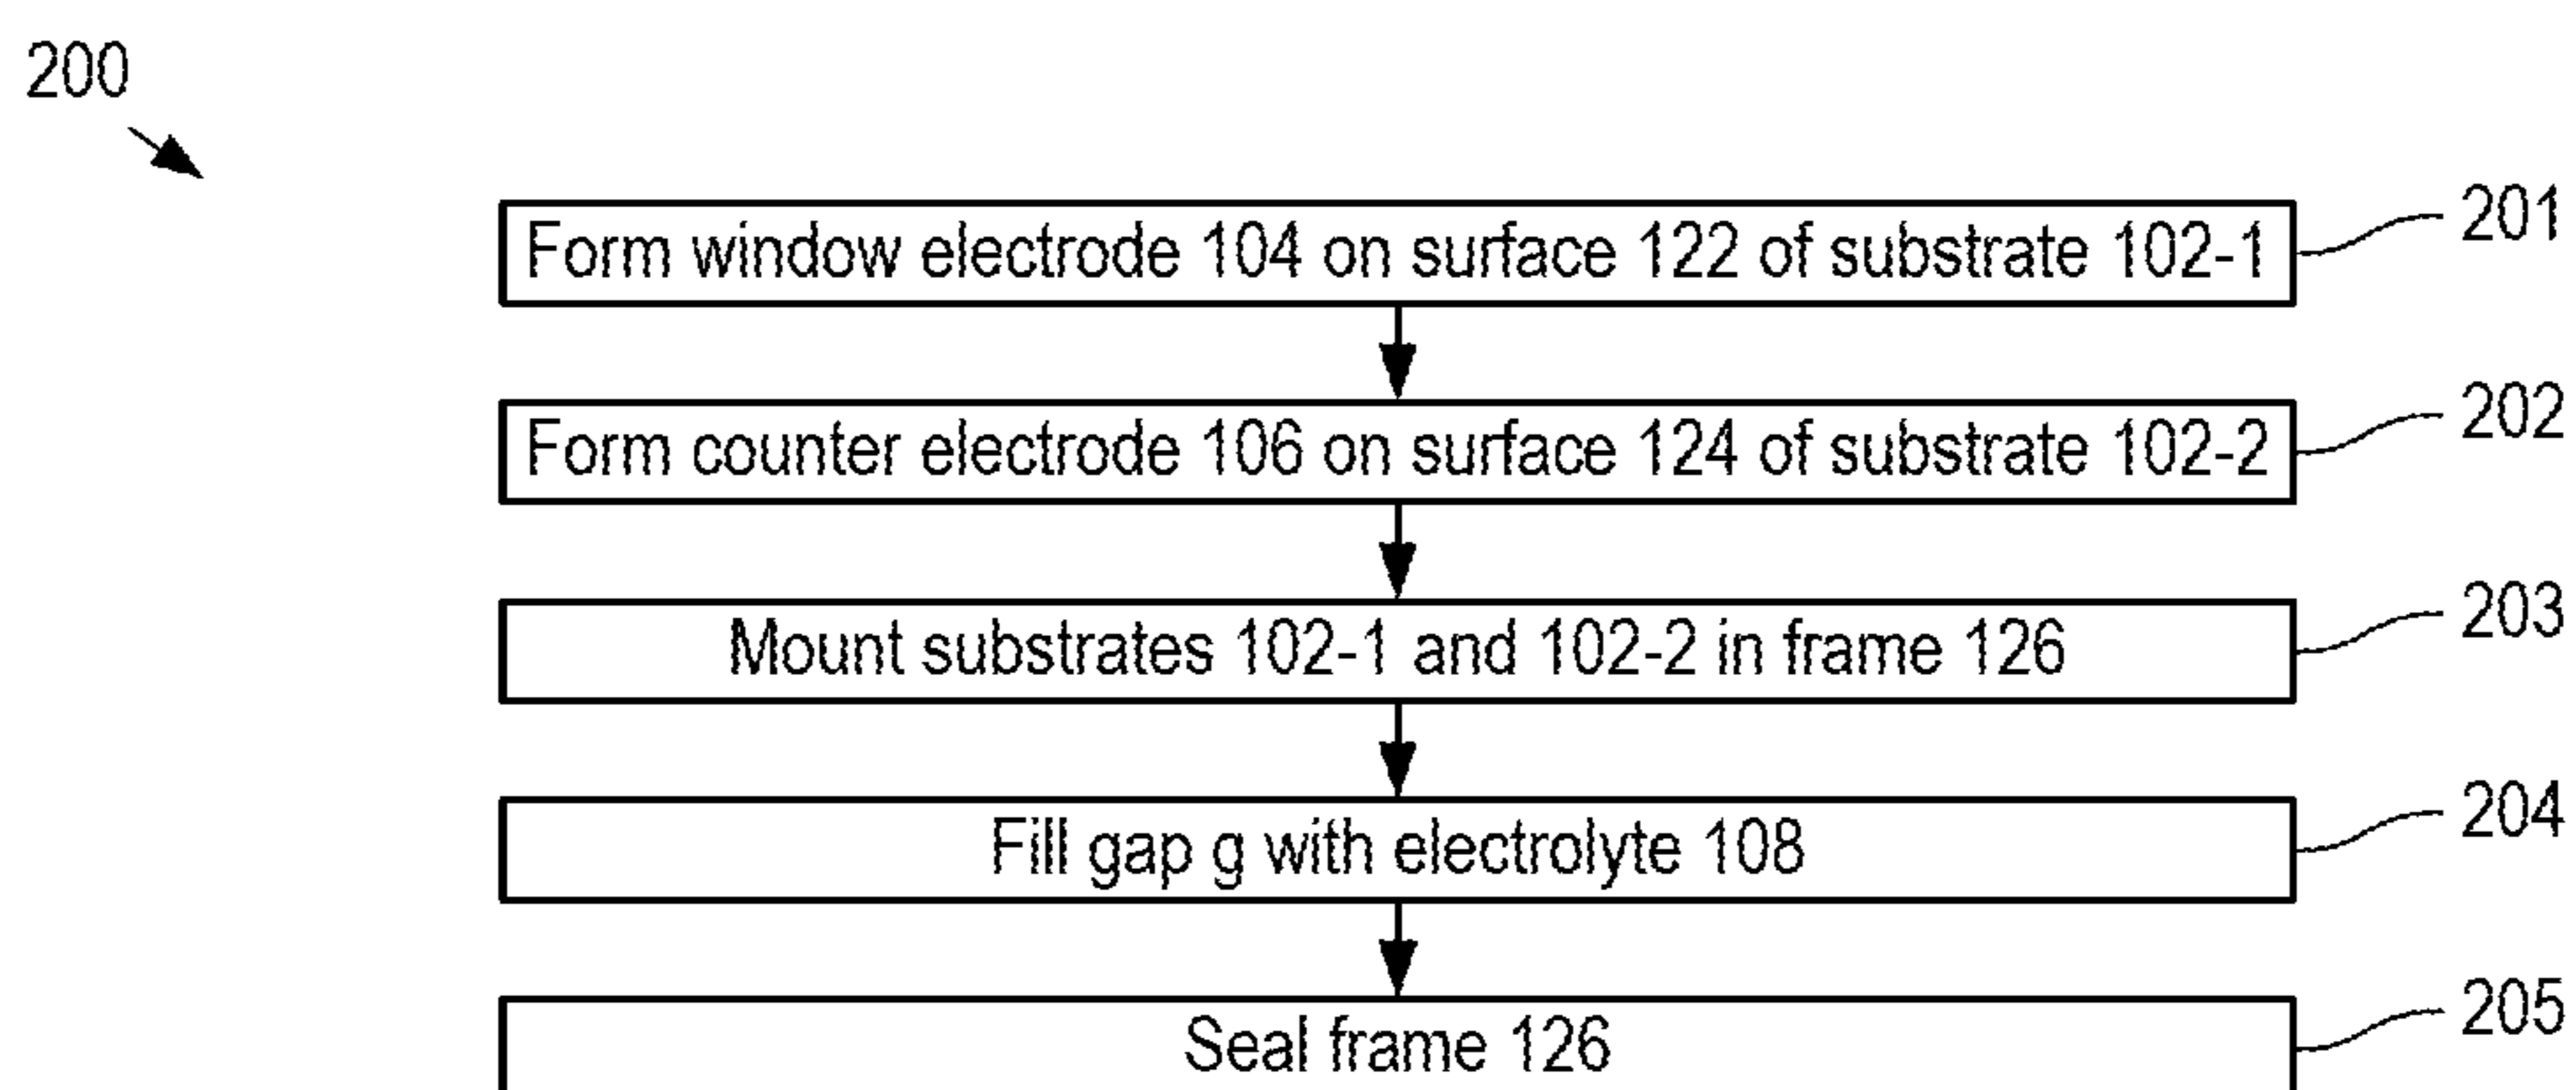 200
Form window electrode 104 on surface 122 of substrate 102-1
201
Form counter electrode 106 on surface 124 of substrate 102-2
202
Mount substrates 102-1 and 102-2 in frame 126
203
Fill gap g with electrolyte 108
204
Seal frame 126
205